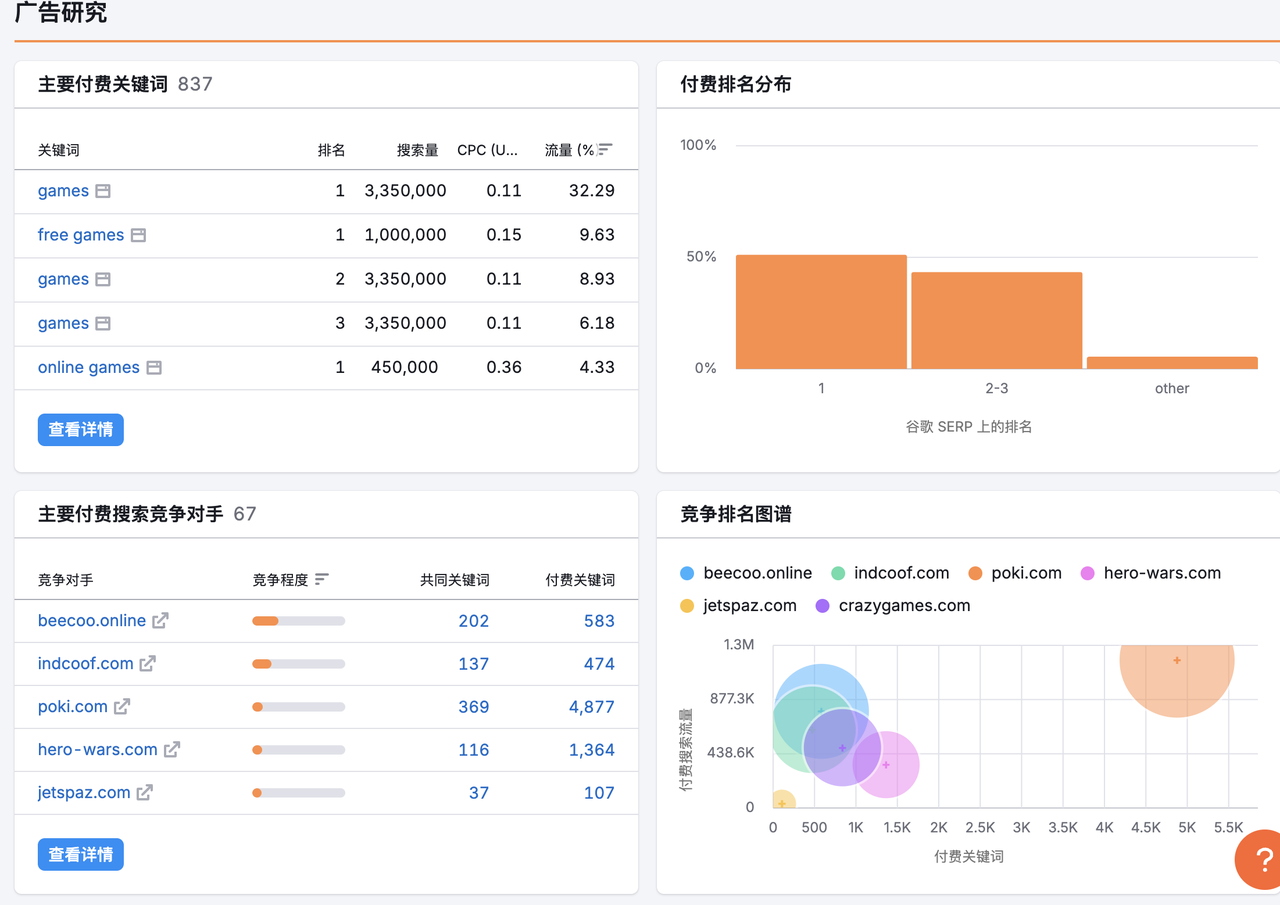 广告研究
主要付费关键词 837
关键词 排名 搜索量 CPC (U... 流量 (%
games 1 3,350,000 0.11 32.29
free games 1 1,000,000 0.15 9.63
games 2 3,350,000 0.11 8.93
games 3 3,350,000 0.11 6.18
online games 1 450,000 0.36 4.33
查看详情
付费排名分布
100%
50%
0%
1 2-3 other
谷歌 SERP 上的排名
主要付费搜索竞争对手 67
竞争对手 竞争程度 共同关键词 付费关键词
beecoo.online 202 583
indcoof.com 137 474
poki.com 369 4,877
hero-wars.com 116 1,364
jetspaz.com 37 107
查看详情
竞争排名图谱
beecoo.online indcoof.com poki.com hero-wars.com
jetspaz.com crazygames.com
付费搜索流量
1.3M
877.3K
438.6K
0
0 500 1K 1.5K 2K 2.5K 3K 3.5K 4K 4.5K 5K 5.5K
付费关键词
?